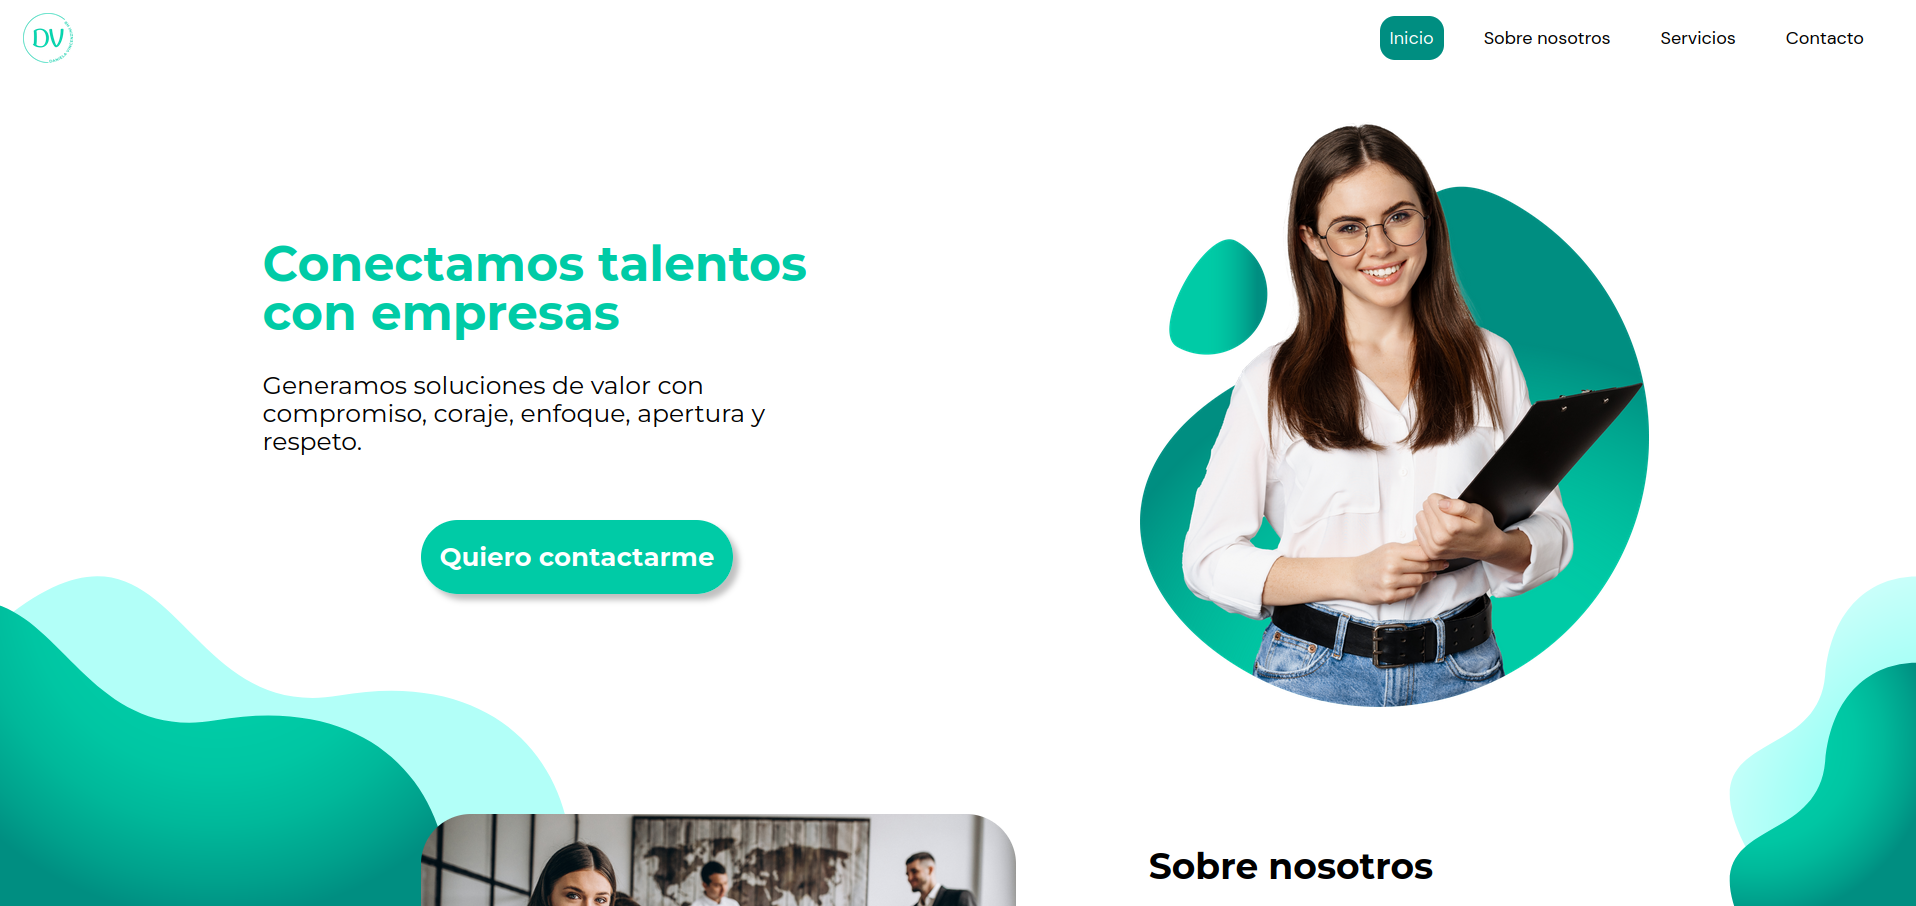 DV
Inicio
Sobre nosotros
Servicios
Contacto
Conectamos talentos
con empresas
Generamos soluciones de valor con
compromiso, coraje, enfoque, apertura y
respeto.
Quiero contactarme
Sobre nosotros